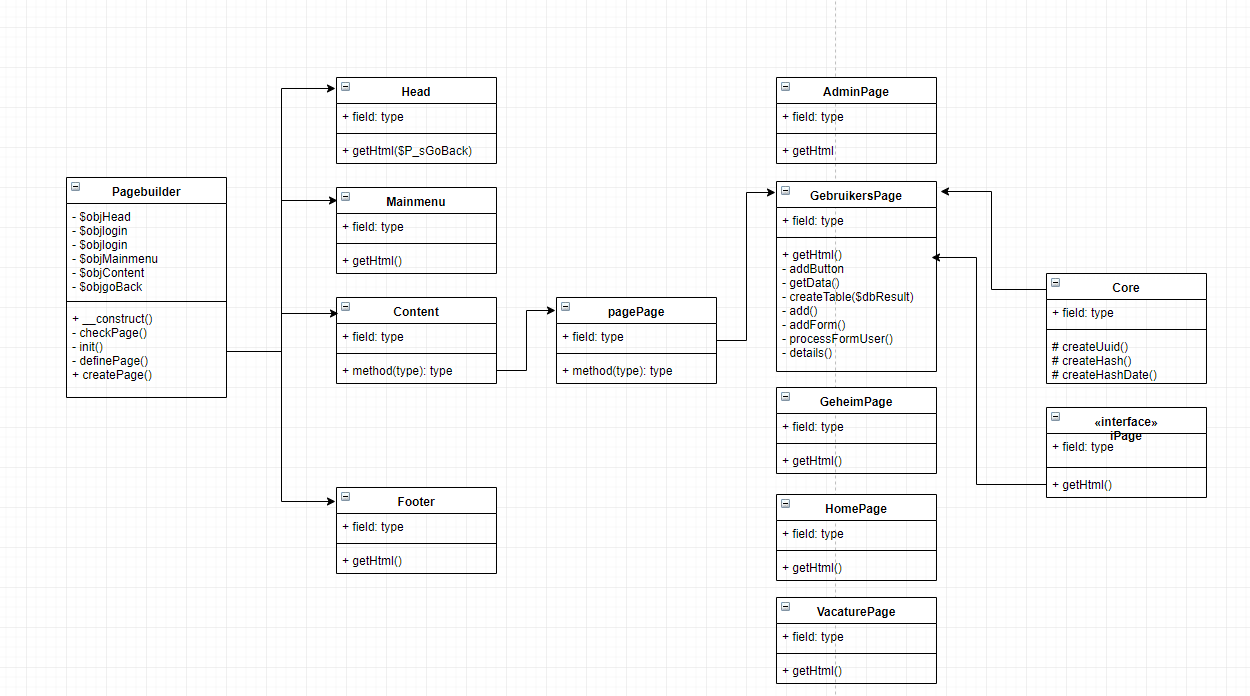 Pagebuilder
- $objHead
- $objlogin
- $objlogin
- $objMainmenu
- $objContent
- $objgoBack
+ __construct()
- checkPage()
- init()
- definePage()
+ createPage()
Head
+ field: type
+ getHtml($P_sGoBack)
Mainmenu
+ field: type
+ getHtml()
Content
+ field: type
+ method(type): type
Footer
+ field: type
+ getHtml()
pagePage
+ field: type
+ method(type): type
AdminPage
+ field: type
+ getHtml
GebruikersPage
+ field: type
+ getHtml()
- addButton
- getData()
- createTable($dbResult)
- add()
- addForm()
- processFormUser()
- details()
GeheimPage
+ field: type
+ getHtml()
HomePage
+ field: type
+ getHtml()
VacaturePage
+ field: type
+ getHtml()
Core
+ field: type
# createUuid()
# createHash()
# createHashDate()
«interface»
iPage
+ field: type
+ getHtml()